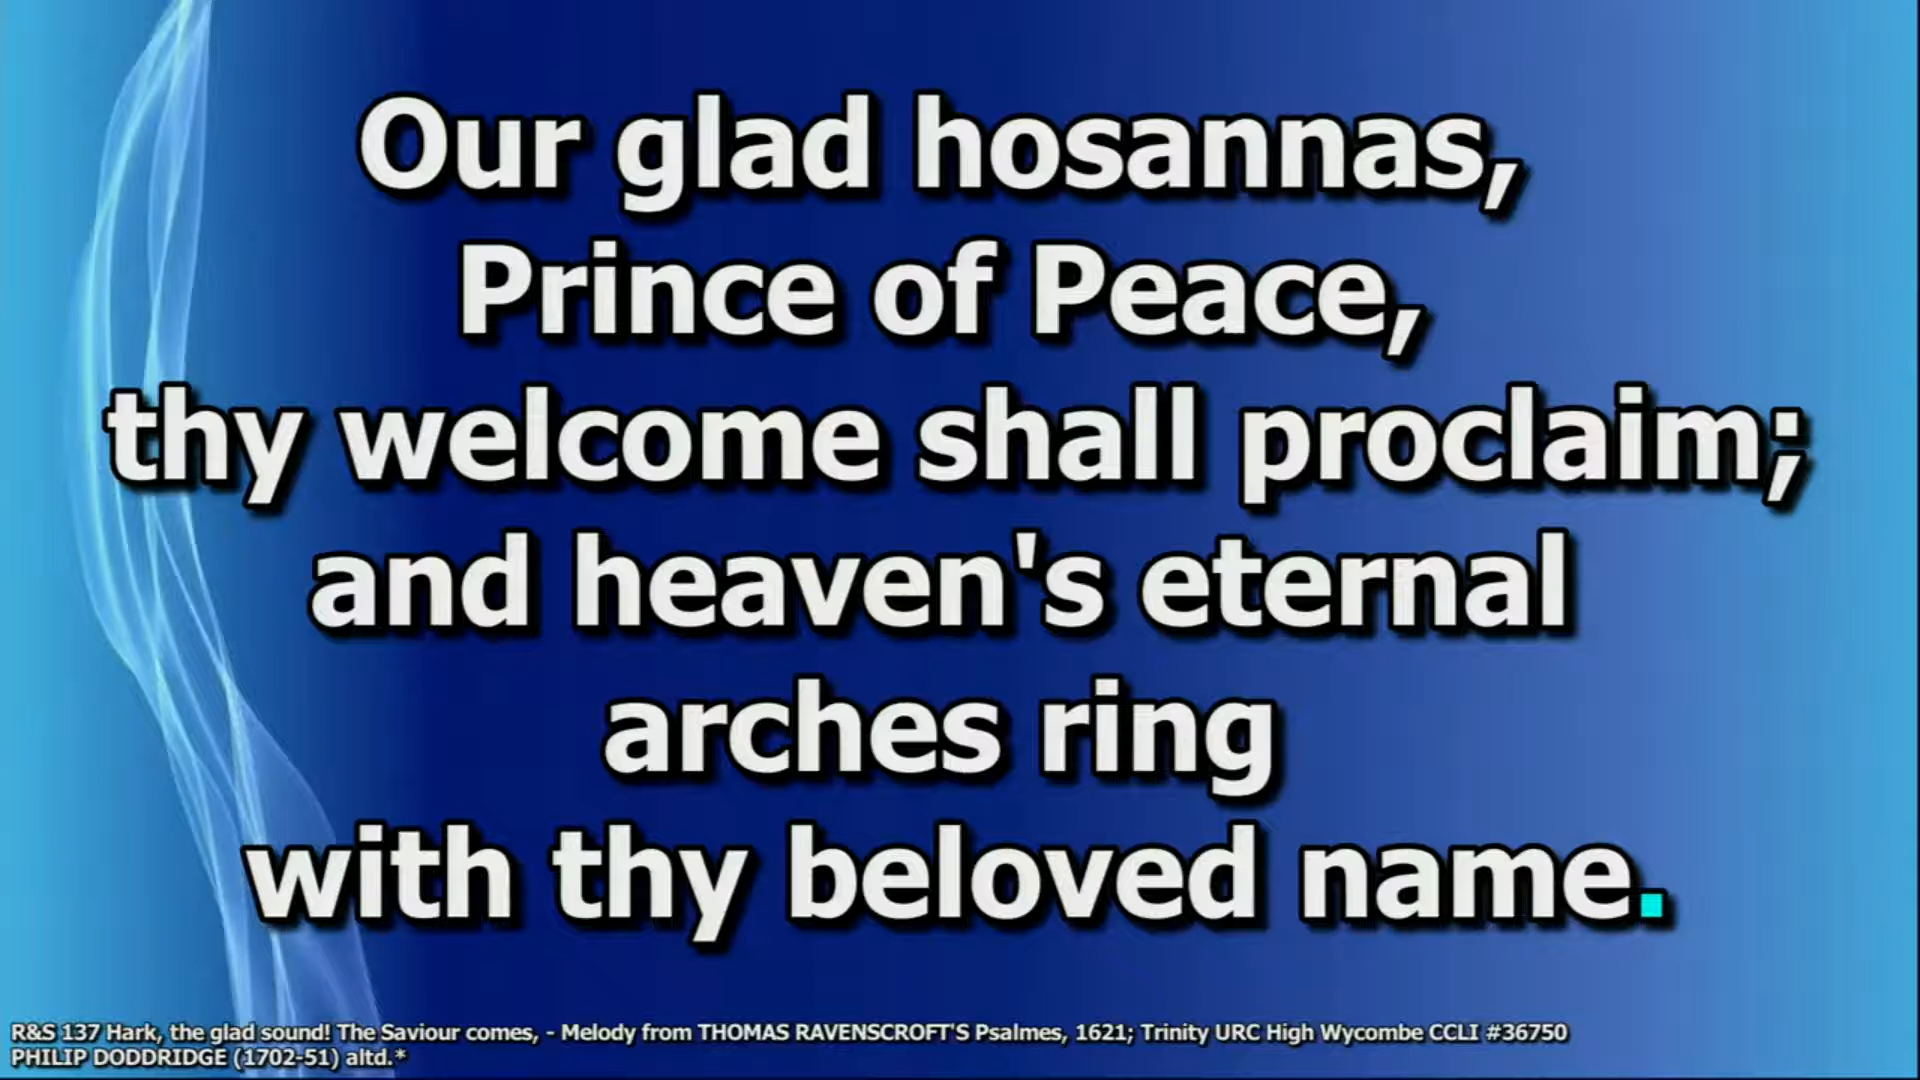 Our glad hosannas,
Prince of Peace,
thy welcome shall proclaim;
and heaven's eternal
arches ring
with thy beloved name.
R&S 137 Hark, the glad sound! The Saviour comes, - Melody from THOMAS RAVENSCROFT'S Psalmes, 1621; Trinity URC High Wycombe CCLI #36750
PHILIP DODDRIDGE (1702-51) altd.*